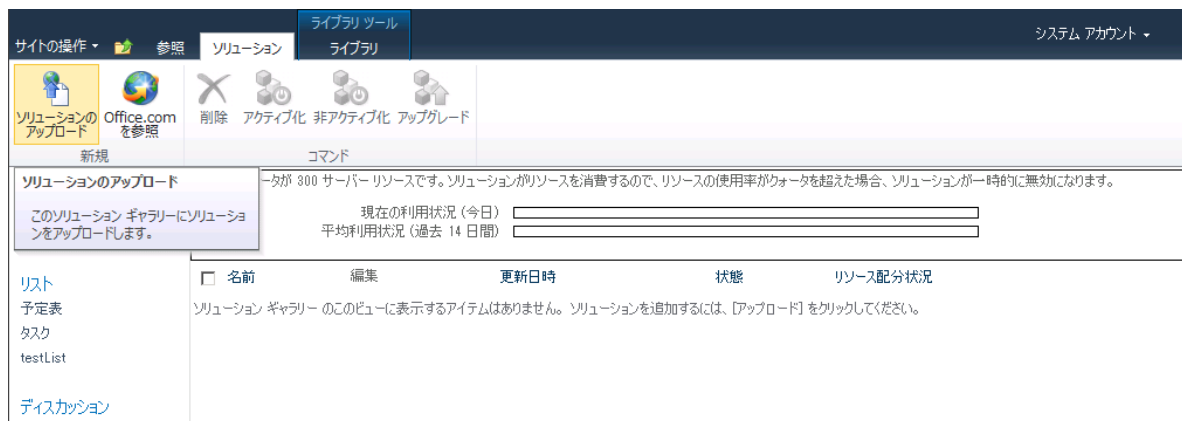 ライブラリ ツール
システム アカウント
サイトの操作 参照 ソリューション ライブラリ
ソリューションのアップロード
Office.comを参照
削除 アクティブ化 非アクティブ化 アップグレード
新規 コマンド
ソリューションのアップロード
このソリューション ギャラリーにソリューションをアップロードします。
ータが 300 サーバー リソースです。ソリューションがリソースを消費するので、リソースの使用率がクォータを超えた場合、ソリューションが一時的に無効になります。
現在の利用状況 (今日)
平均利用状況 (過去 14 日間)
名前 編集 更新日時 状態 リソース配分状況
ソリューション ギャラリー のこのビューに表示するアイテムはありません。ソリューションを追加するには、[アップロード] をクリックしてください。
リスト
予定表
タスク
testList
ディスカッション